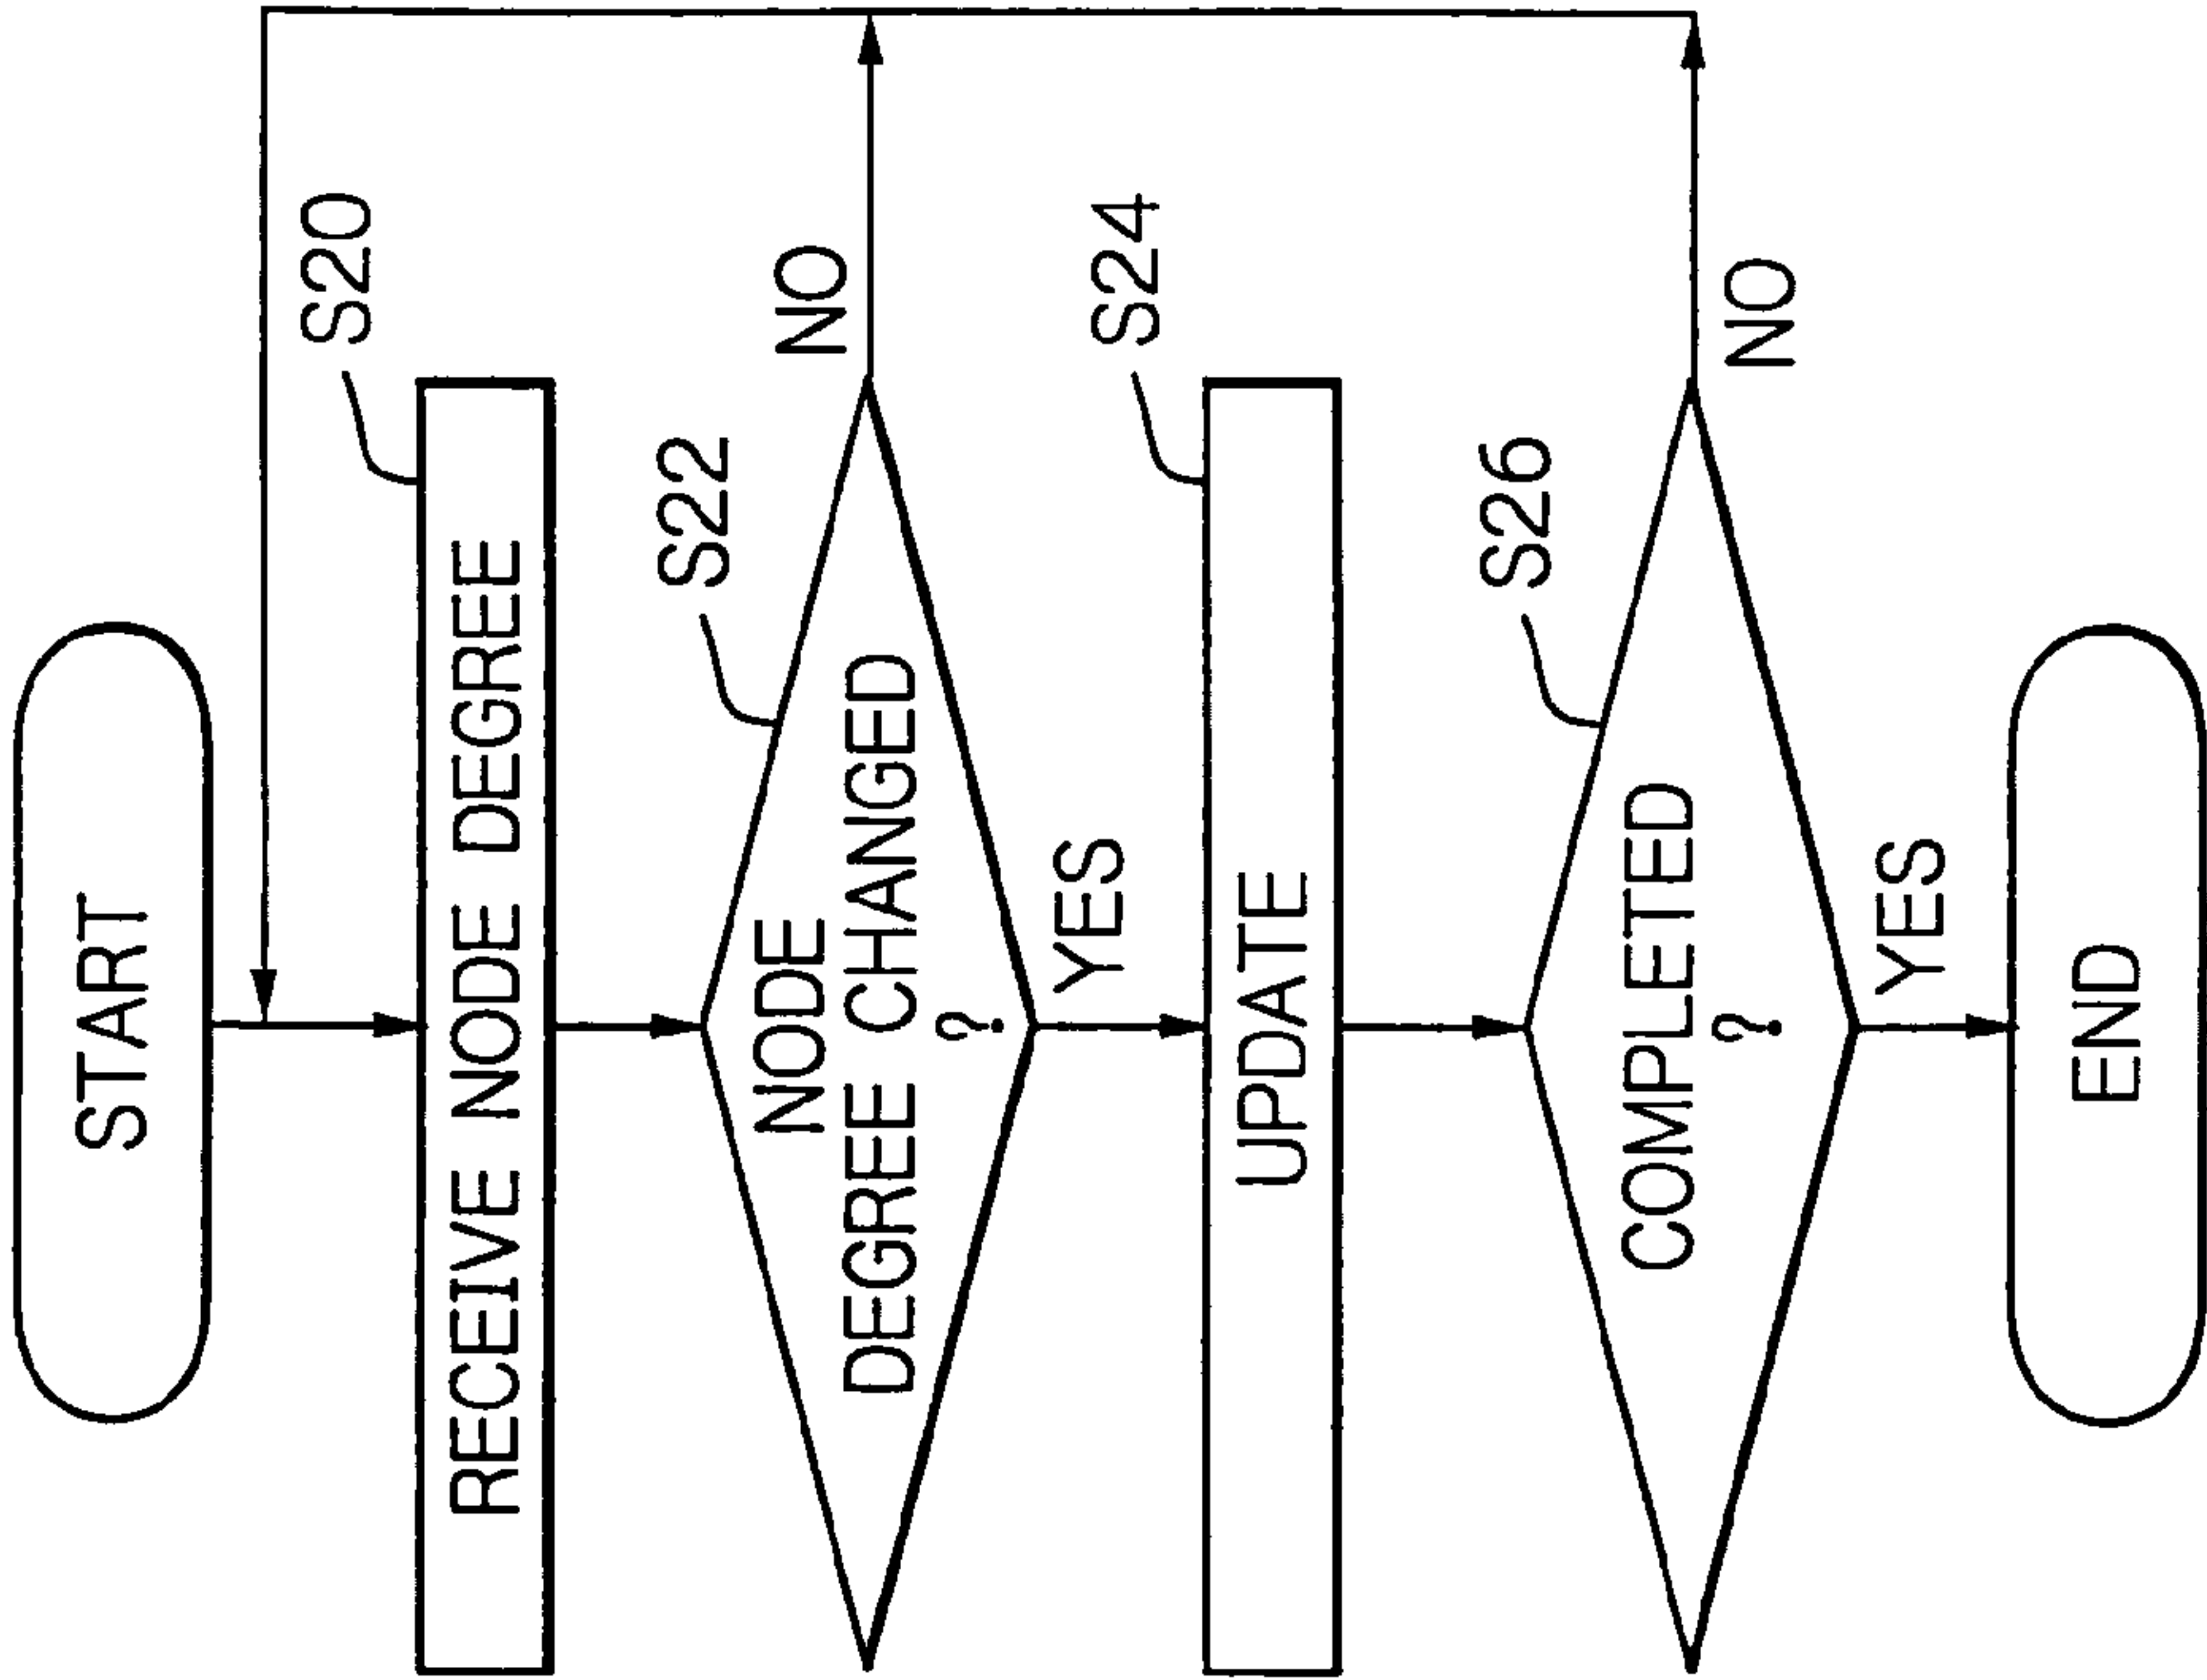 START
S20
RECEIVE NODE DEGREE
S22
NODE
DEGREE CHANGED
?
NO
YES
S24
UPDATE
S26
COMPLETED
?
NO
YES
END